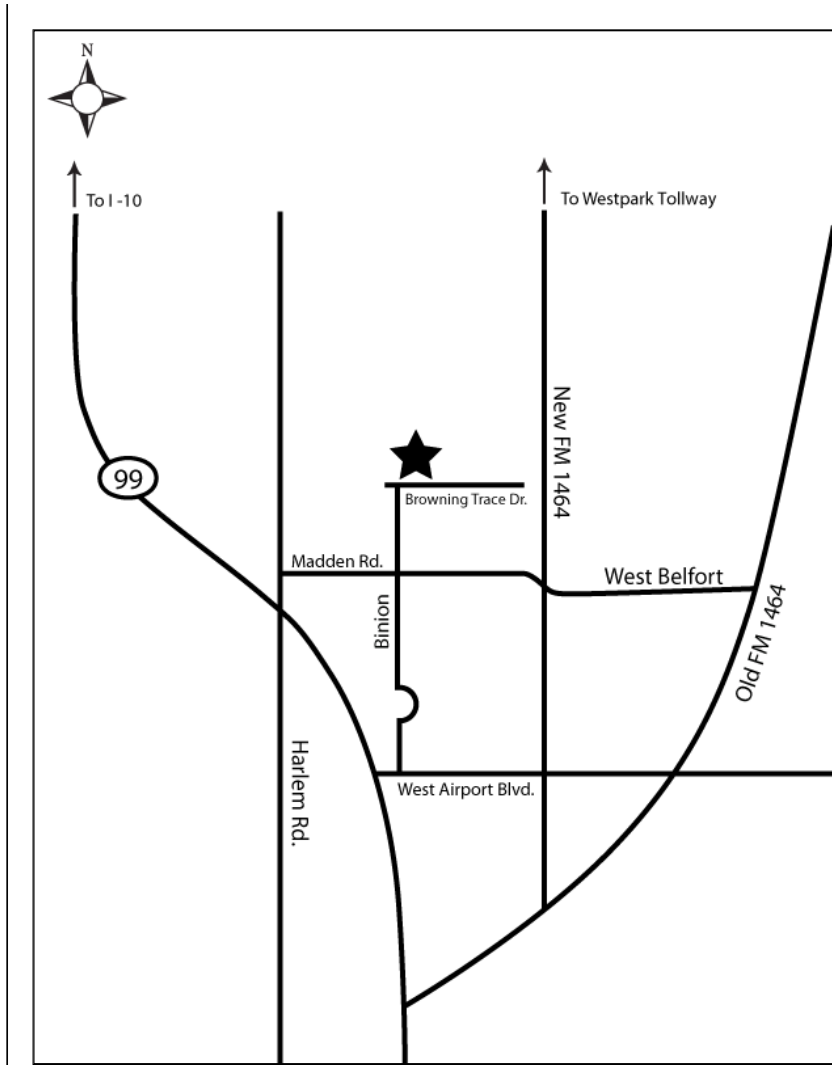 N
To I -10
To Westpark Tollway
New FM 1464
99
Browning Trace Dr.
Madden Rd.
West Belfort
Binion
Old FM 1464
Harlem Rd.
West Airport Blvd.